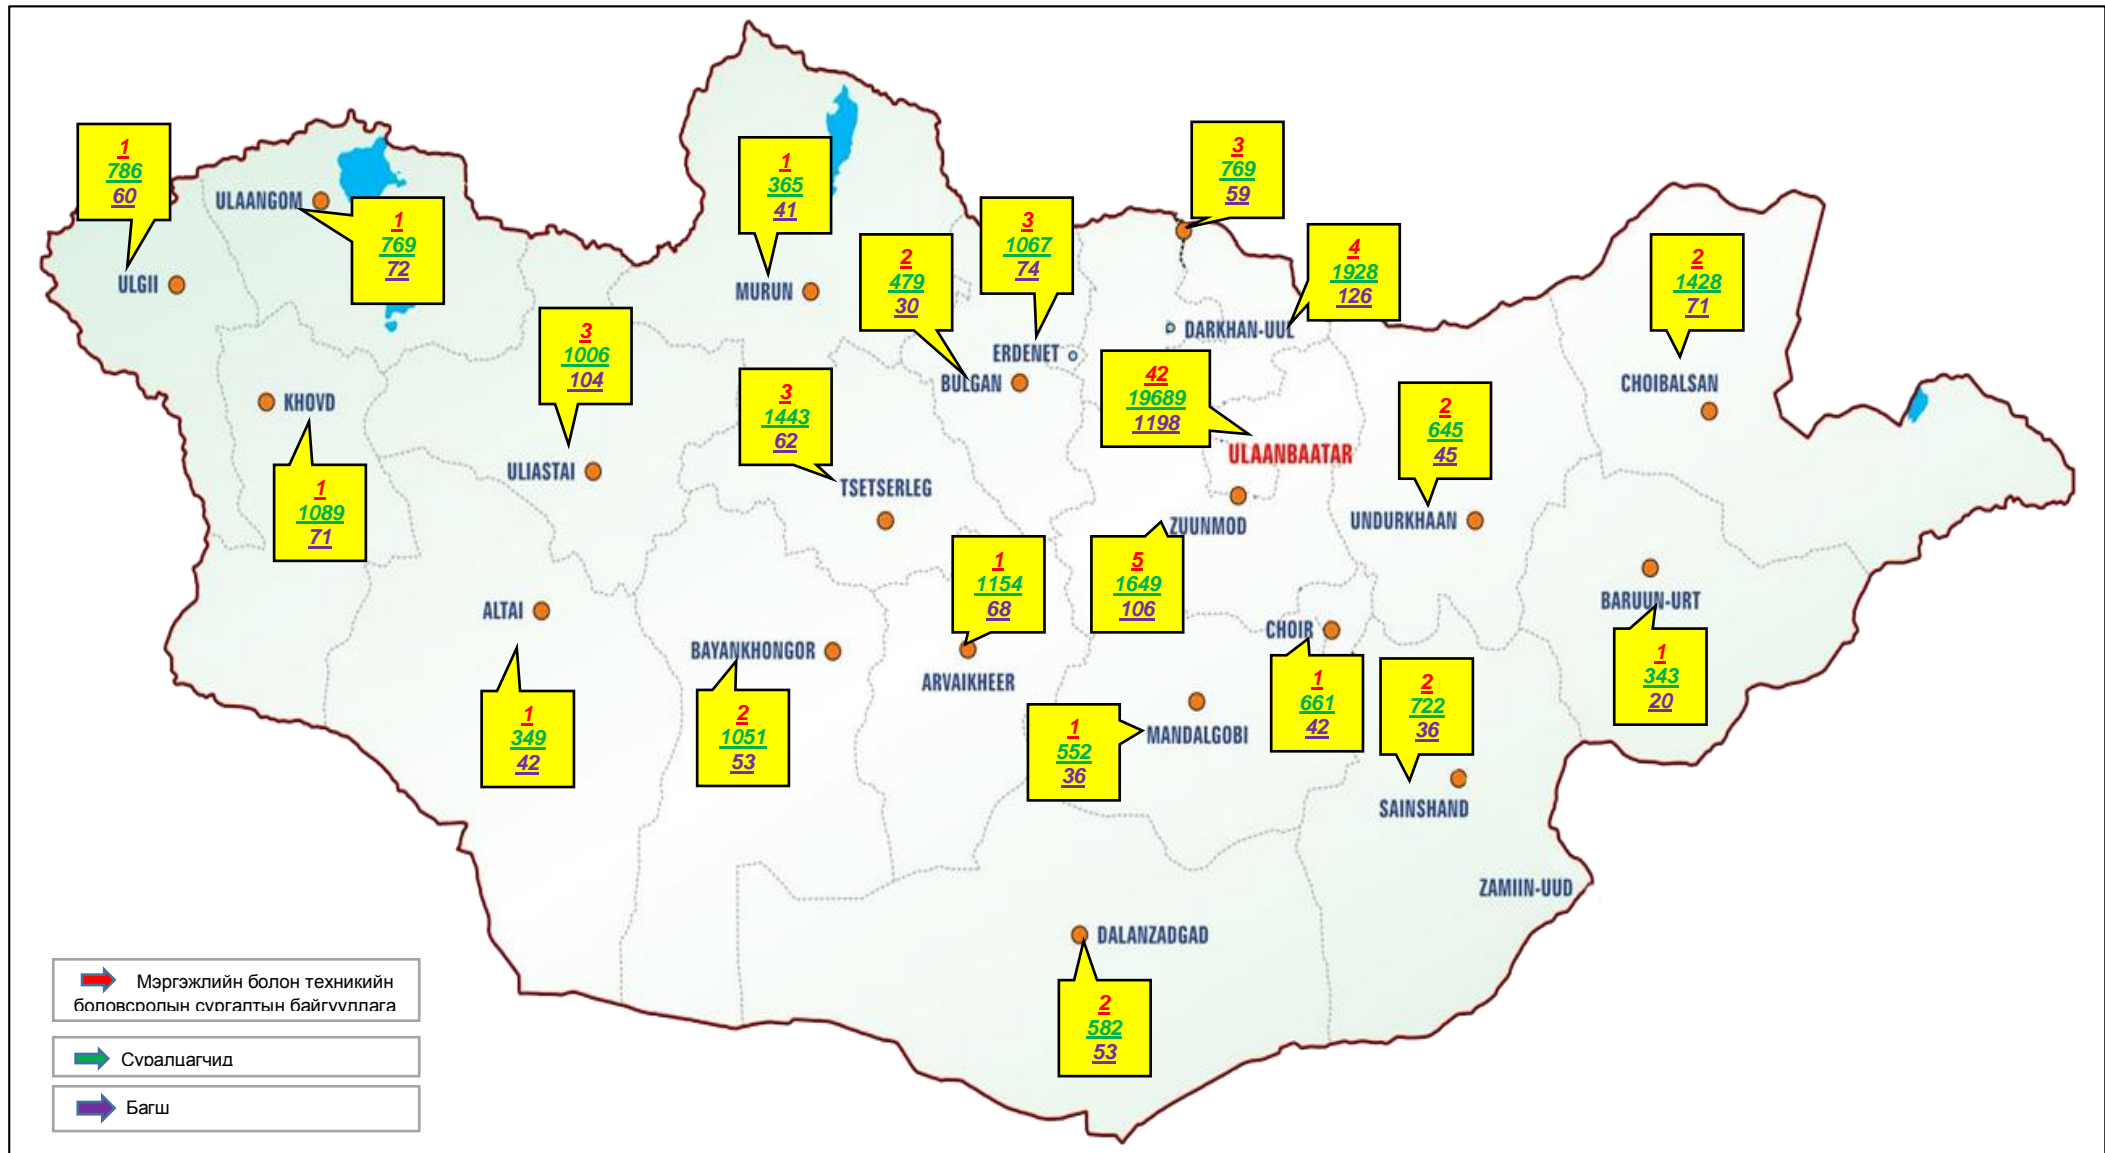 1
786
60
ULAANGOM
1
769
72
ULGII
1
365
41
MURUN
2
479
30
3
1067
74
3
769
59
4
1928
126
DARKHAN-UUL
ERDENET
BULGAN
2
1428
71
CHOIBALSAN
KHOVD
1
1089
71
3
1006
104
ULIASTAI
3
1443
62
TSETSERLEG
42
19689
1198
ULAANBAATAR
2
645
45
UNDURKHAAN
ZUUNMOD
5
1649
106
1
1154
68
ARVAIKHEER
ALTAI
1
349
42
BAYANKHONGOR
2
1051
53
1
552
36
MANDALGOBI
CHOIR
1
661
42
2
722
36
SAINSHAND
BARUUN-URT
1
343
20
ZAMIIN-UUD
DALANZADGAD
2
582
53
Мэргэжлийн болон техникийн
боловсролын сургалтын байгууллага
Суралцагчид
Багш